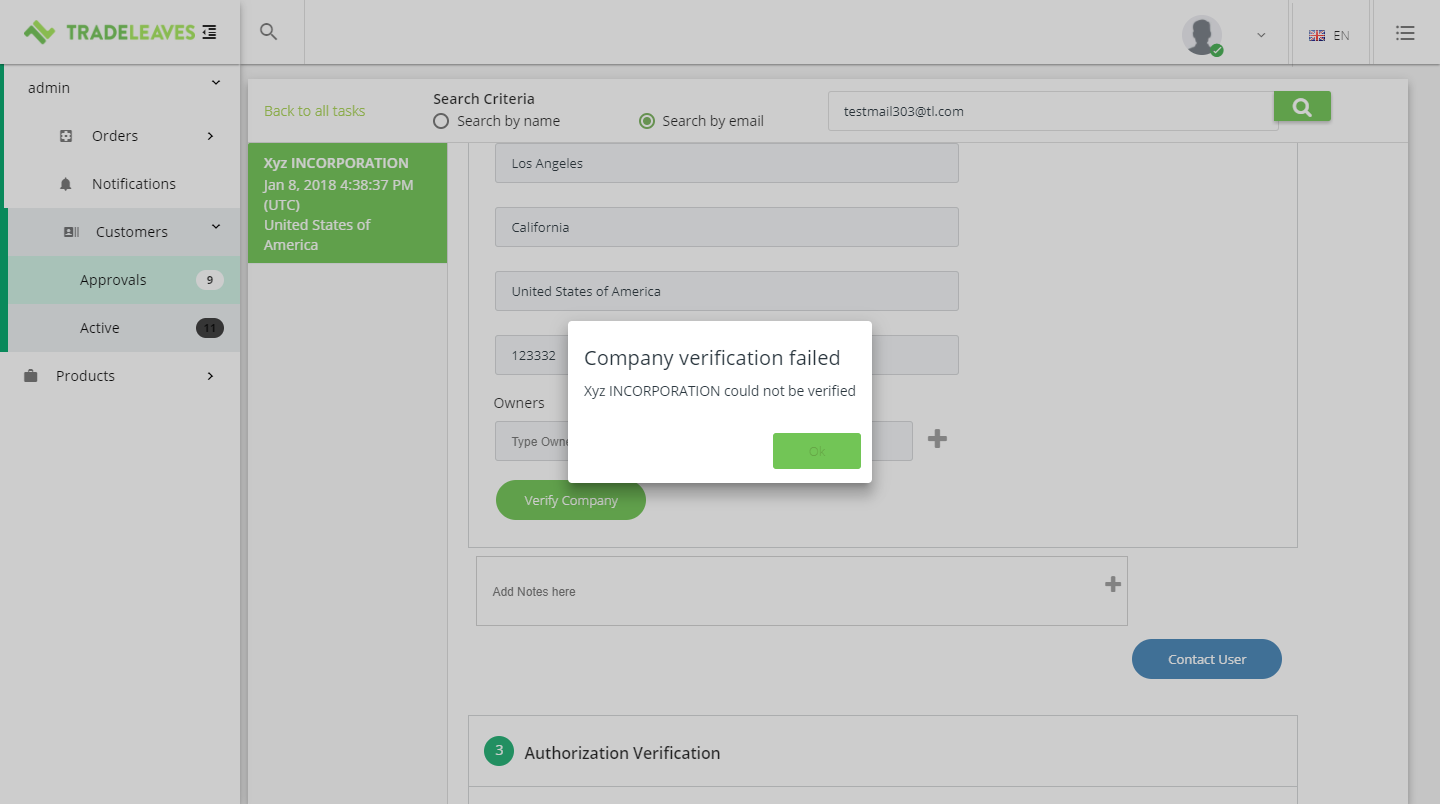 TRADELEAVES
EN
admin
Orders
Notifications
Customers
Approvals
9
Active
11
Products
Back to all tasks
Search Criteria
Search by name
Search by email
testmail303@tl.com
Xyz INCORPORATION
Jan 8, 2018 4:38:37 PM
(UTC)
United States of
America
Los Angeles
California
United States of America
123332
Owners
Type Owne
Company verification failed
Xyz INCORPORATION could not be verified
Ok
Verify Company
Add Notes here
Contact User
3
Authorization Verification